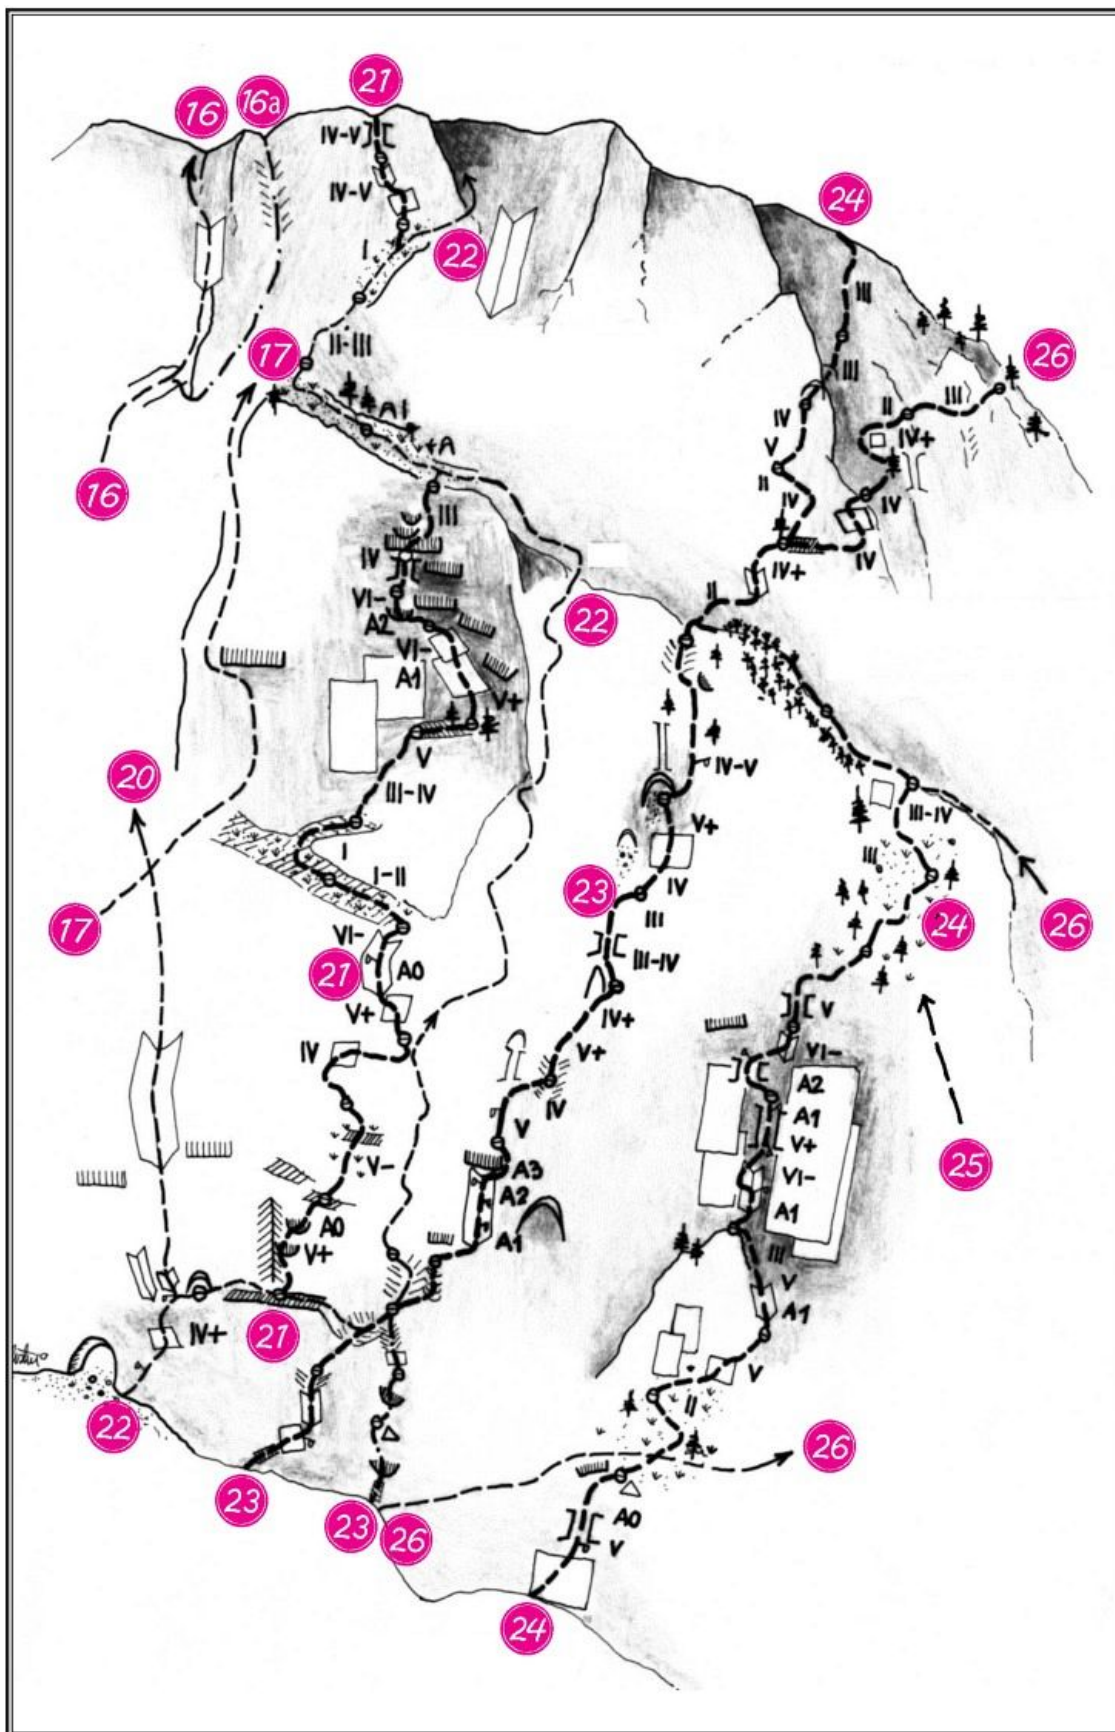 21
16
16a
IV-V
IV-V
24
I
22
III
17
II-III
26
III
III
II
A1
IV
IV+
+A
V
16
II
IV
IV
III
IV+
IV
IV
VI-
II
22
A2
VI-
A1
V+
V
IV-V
20
III-IV
III-IV
V+
I
III
23
IV
I-II
III
17
24
26
VI-
III-IV
21
A0
V+
IV+
V
IV
V+
VI-
A2
IV
A1
V
V-
V+
25
A3
VI-
A2
A0
A1
A1
V+
III
V
A1
21
IV+
V
22
II
26
23
23
26
A0
V
24